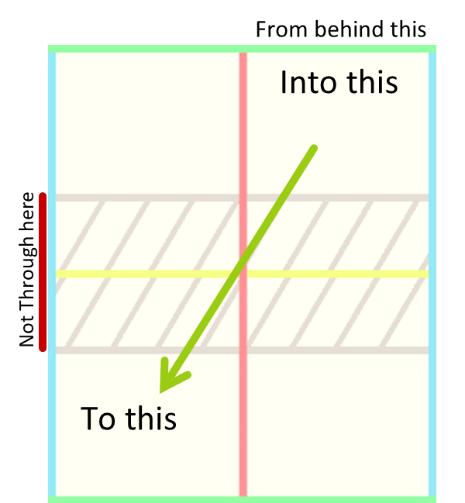 From behind this
Into this
Not Through here
To this